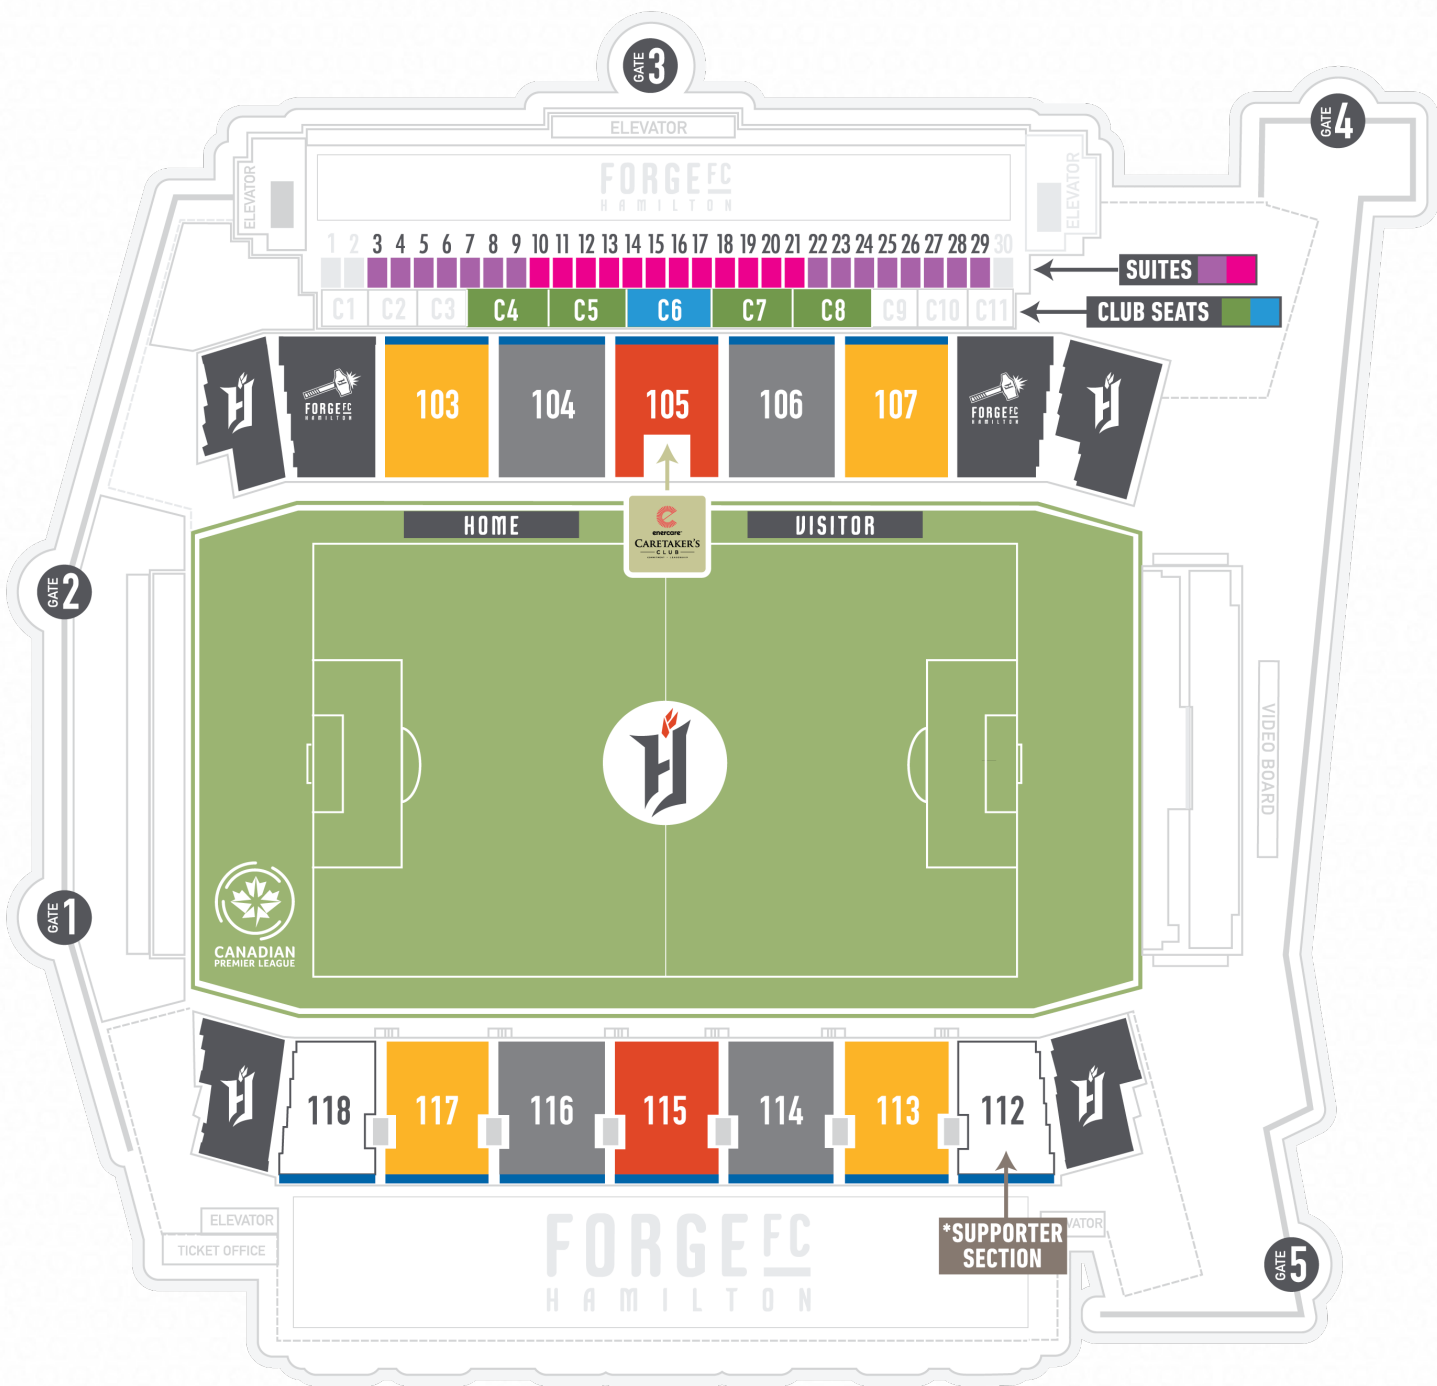 GATE 3
GATE 4
ELEVATOR
ELEVATOR
ELEVATOR
FORGE FC
HAMILTON
1 2 3 4 5 6 7 8 9 10 11 12 13 14 15 16 17 18 19 20 21 22 23 24 25 26 27 28 29 30
SUITES
C1 C2 C3 C4 C5 C6 C7 C8 C9 C10 C11
CLUB SEATS
FORGE FC
HAMILTON
103 104 105 106 107
FORGE FC
HAMILTON
HOME
VISITOR
enercare
CARETAKER'S
CLUB
GATE 2
VIDEO BOARD
GATE 1
CANADIAN
PREMIER LEAGUE
118 117 116 115 114 113 112
ELEVATOR
TICKET OFFICE
FORGE FC
HAMILTON
*SUPPORTER
SECTION
VATOR
GATE 5